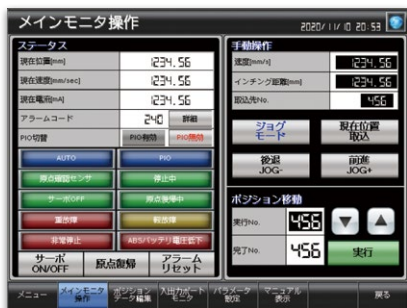 メインモニタ操作
2020/11/10 20:53
ステータス
現在位置[mm]
1234.56
現在速度[mm/sec]
1234.56
現在電流[mA]
1234.56
アラームコード
240
詳細
PIO切替
PIO有効
PIO無効
AUTO
PIO
原点確認センサ
停止中
サーボOFF
原点復帰中
重故障
軽故障
非常停止
ABS/バッテリ電圧低下
サーボ
ON/OFF
原点復帰
アラーム
リセット
手動操作
速度[mm/s]
1234.56
インチング距離[mm]
1234.56
取込先No.
456
ジョグ
モード
現在位置
取込
後退
JOG-
前進
JOG+
ポジション移動
実行No.
456
完了No.
456
実行
メニュー
メインモニタ
操作
ポジション
データ編集
入出力ポート
モニタ
パラメータ
設定
マニュアル
表示
戻る